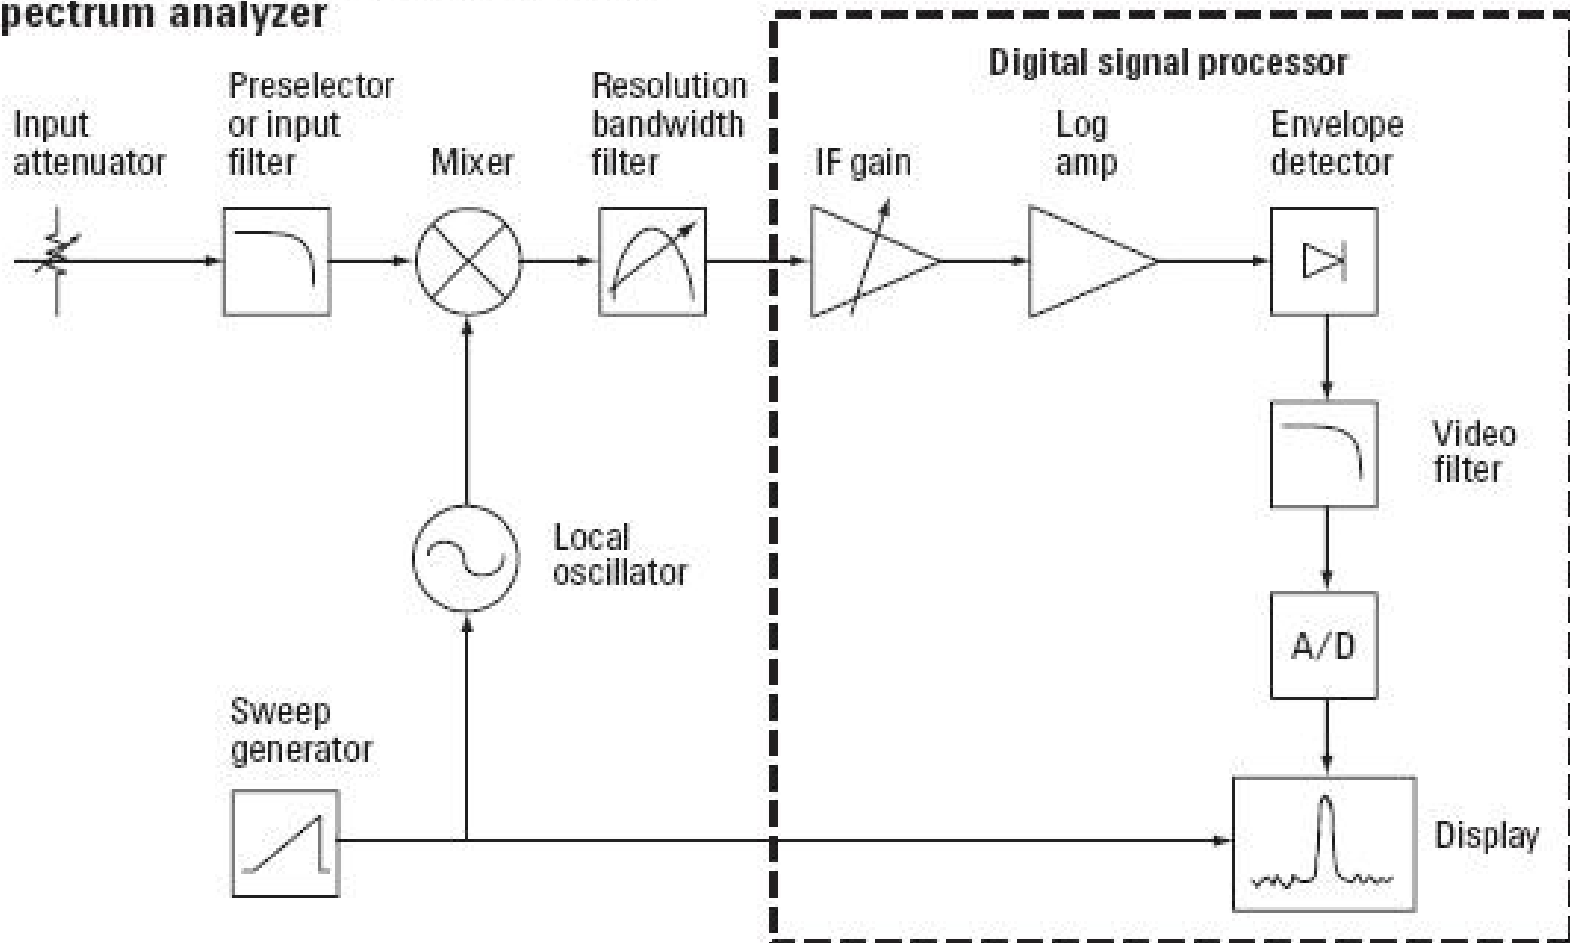 pectrum analyzer
Digital signal processor
Input
attenuator
Preselector
or input
filter
Mixer
Resolution
bandwidth
filter
IF gain
Log
amp
Envelope
detector
Video
filter
Local
oscillator
A/D
Sweep
generator
Display